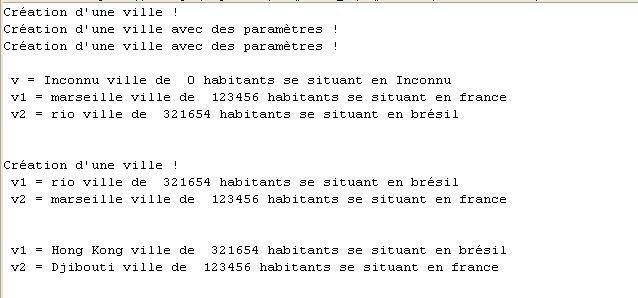 Création d'une ville !
Création d'une ville avec des paramètres !
Création d'une ville avec des paramètres !
v = Inconnu ville de  0 habitants se situant en Inconnu
v1 = marseille ville de  123456 habitants se situant en france
v2 = rio ville de  321654 habitants se situant en brésil
Création d'une ville !
v1 = rio ville de  321654 habitants se situant en brésil
v2 = marseille ville de  123456 habitants se situant en france
v1 = Hong Kong ville de  321654 habitants se situant en brésil
v2 = Djibouti ville de  123456 habitants se situant en france